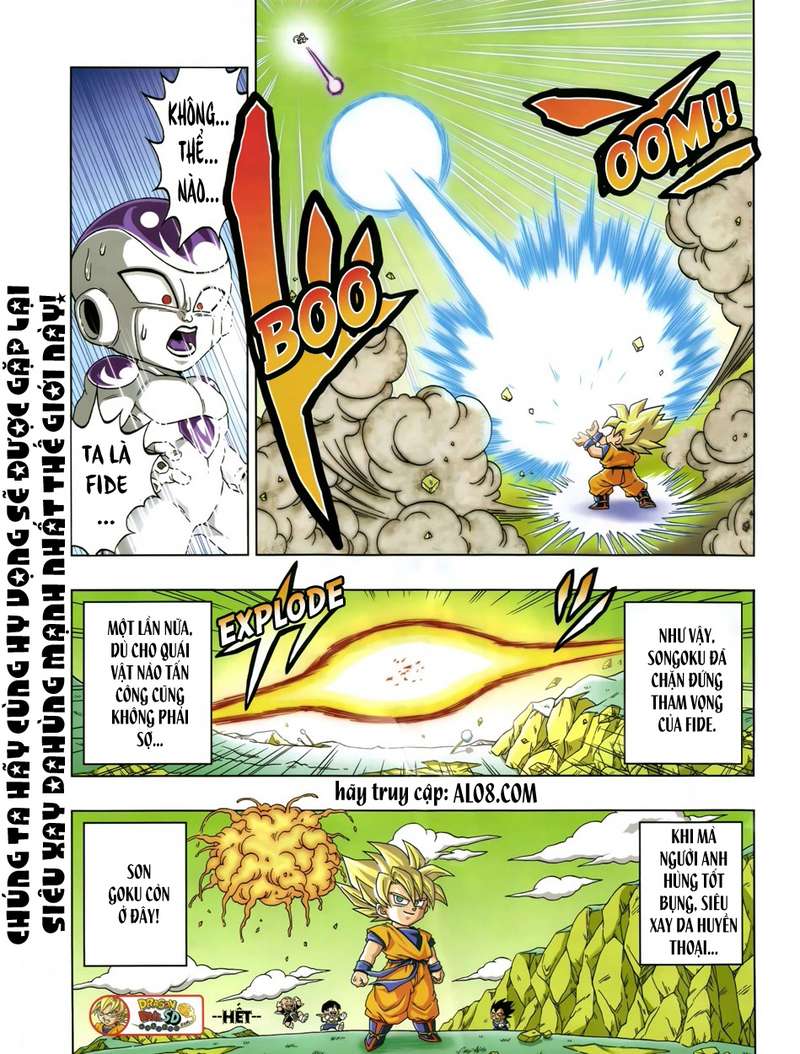 OOM!!
BOO
KHÔNG...
THỂ...
NÀO...
TA LÀ
FIDE
...
NHƯ VẬY,
SONGOKU ĐÃ
CHẶN ĐỨNG
THAM VỌNG
CỦA FIDE.
EXPLODE
MỘT LẦN NỮA,
DÙ CHO QUÁI
VẬT NÀO TẤN
CÔNG CŨNG
KHÔNG PHẢI
SỢ...
hãy truy cập: ALO8.COM
KHI MÀ
NGƯỜI ANH
HÙNG TỐT
BỤNG, SIÊU
XAY DA HUYỀN
THOẠI...
SON
GOKU CÒN
Ở ĐÂY!
DRAGON
BALL SD
--HẾT--
CHÚNG TA HÃY CÙNG HY VỌNG SẼ ĐƯỢC GẶP LẠI
SIÊU XAY DAHÙNG MẠNH NHẤT THẾ GIỚI NÀY!